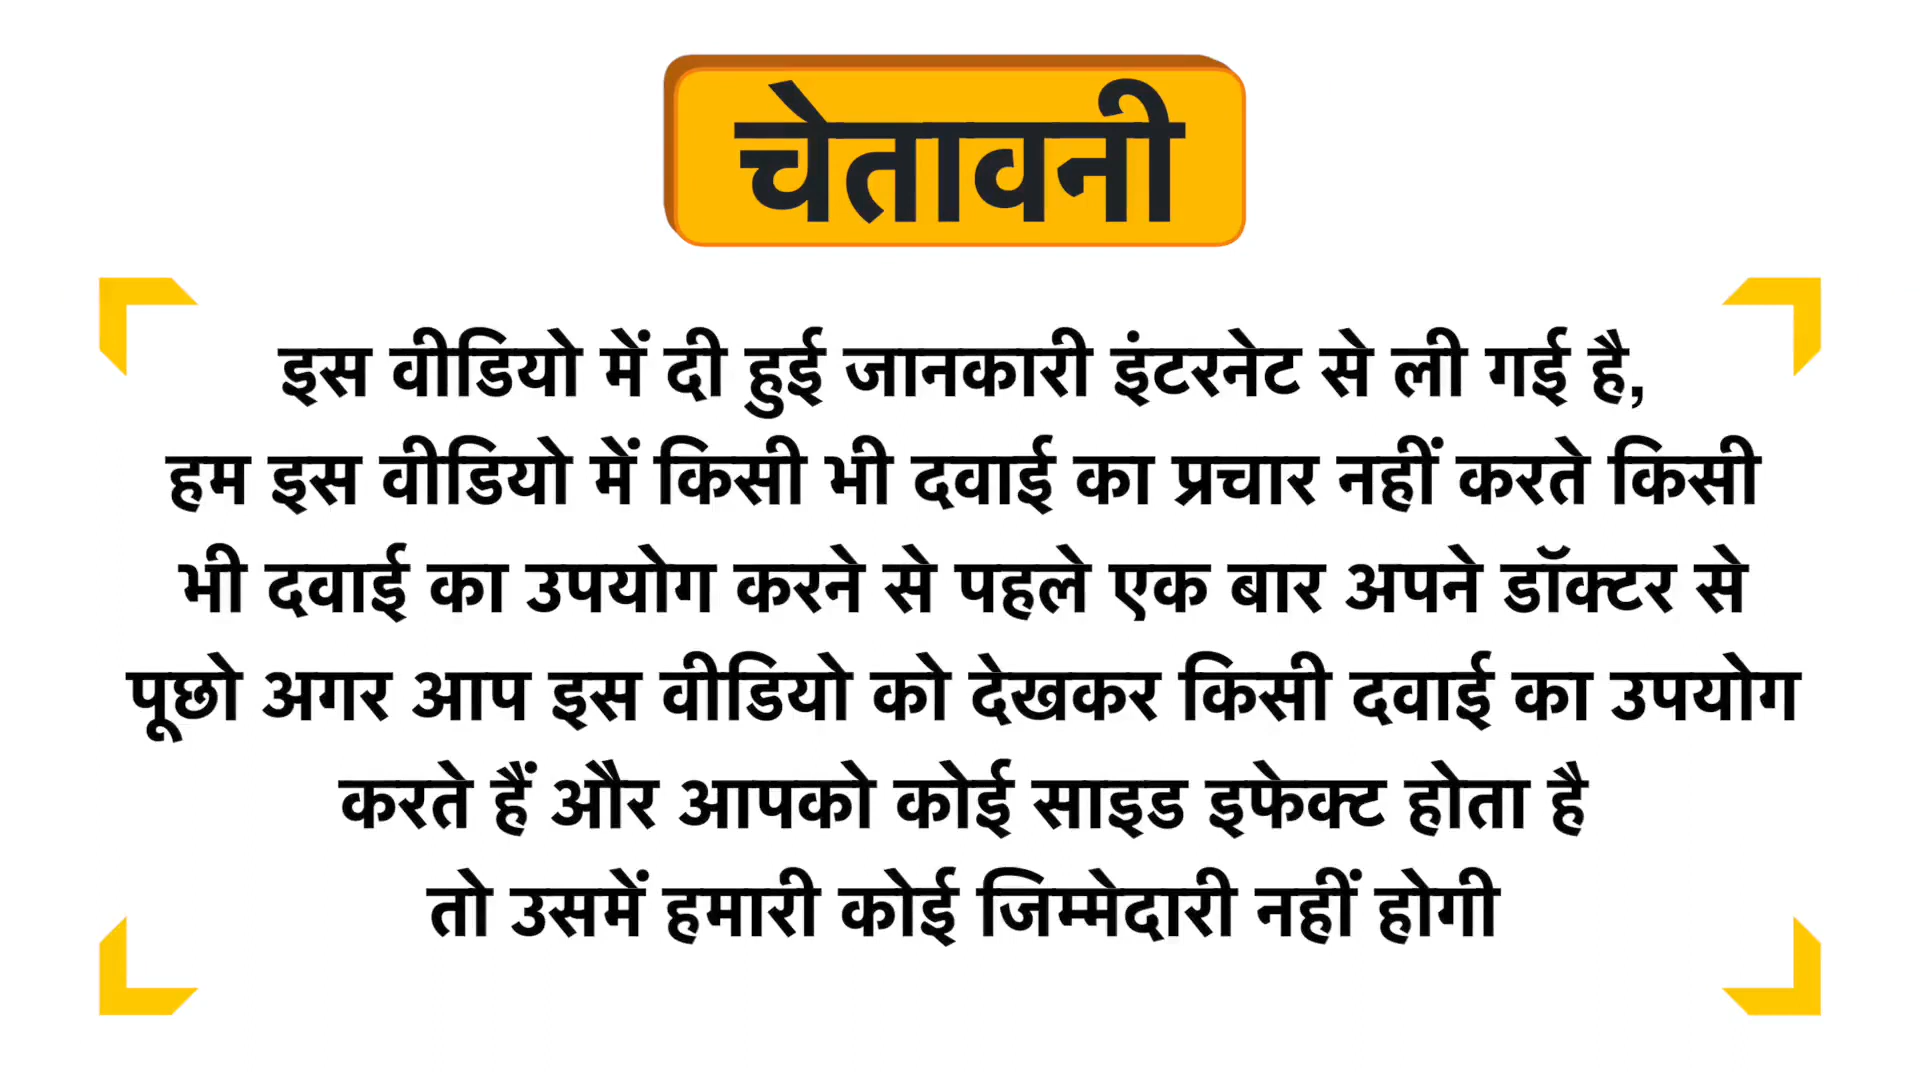 चेतावनी
इस वीडियो में दी हुई जानकारी इंटरनेट से ली गई है,
हम इस वीडियो में किसी भी दवाई का प्रचार नहीं करते किसी
भी दवाई का उपयोग करने से पहले एक बार अपने डॉक्टर से
पूछो अगर आप इस वीडियो को देखकर किसी दवाई का उपयोग
करते हैं और आपको कोई साइड इफेक्ट होता है
तो उसमें हमारी कोई जिम्मेदारी नहीं होगी